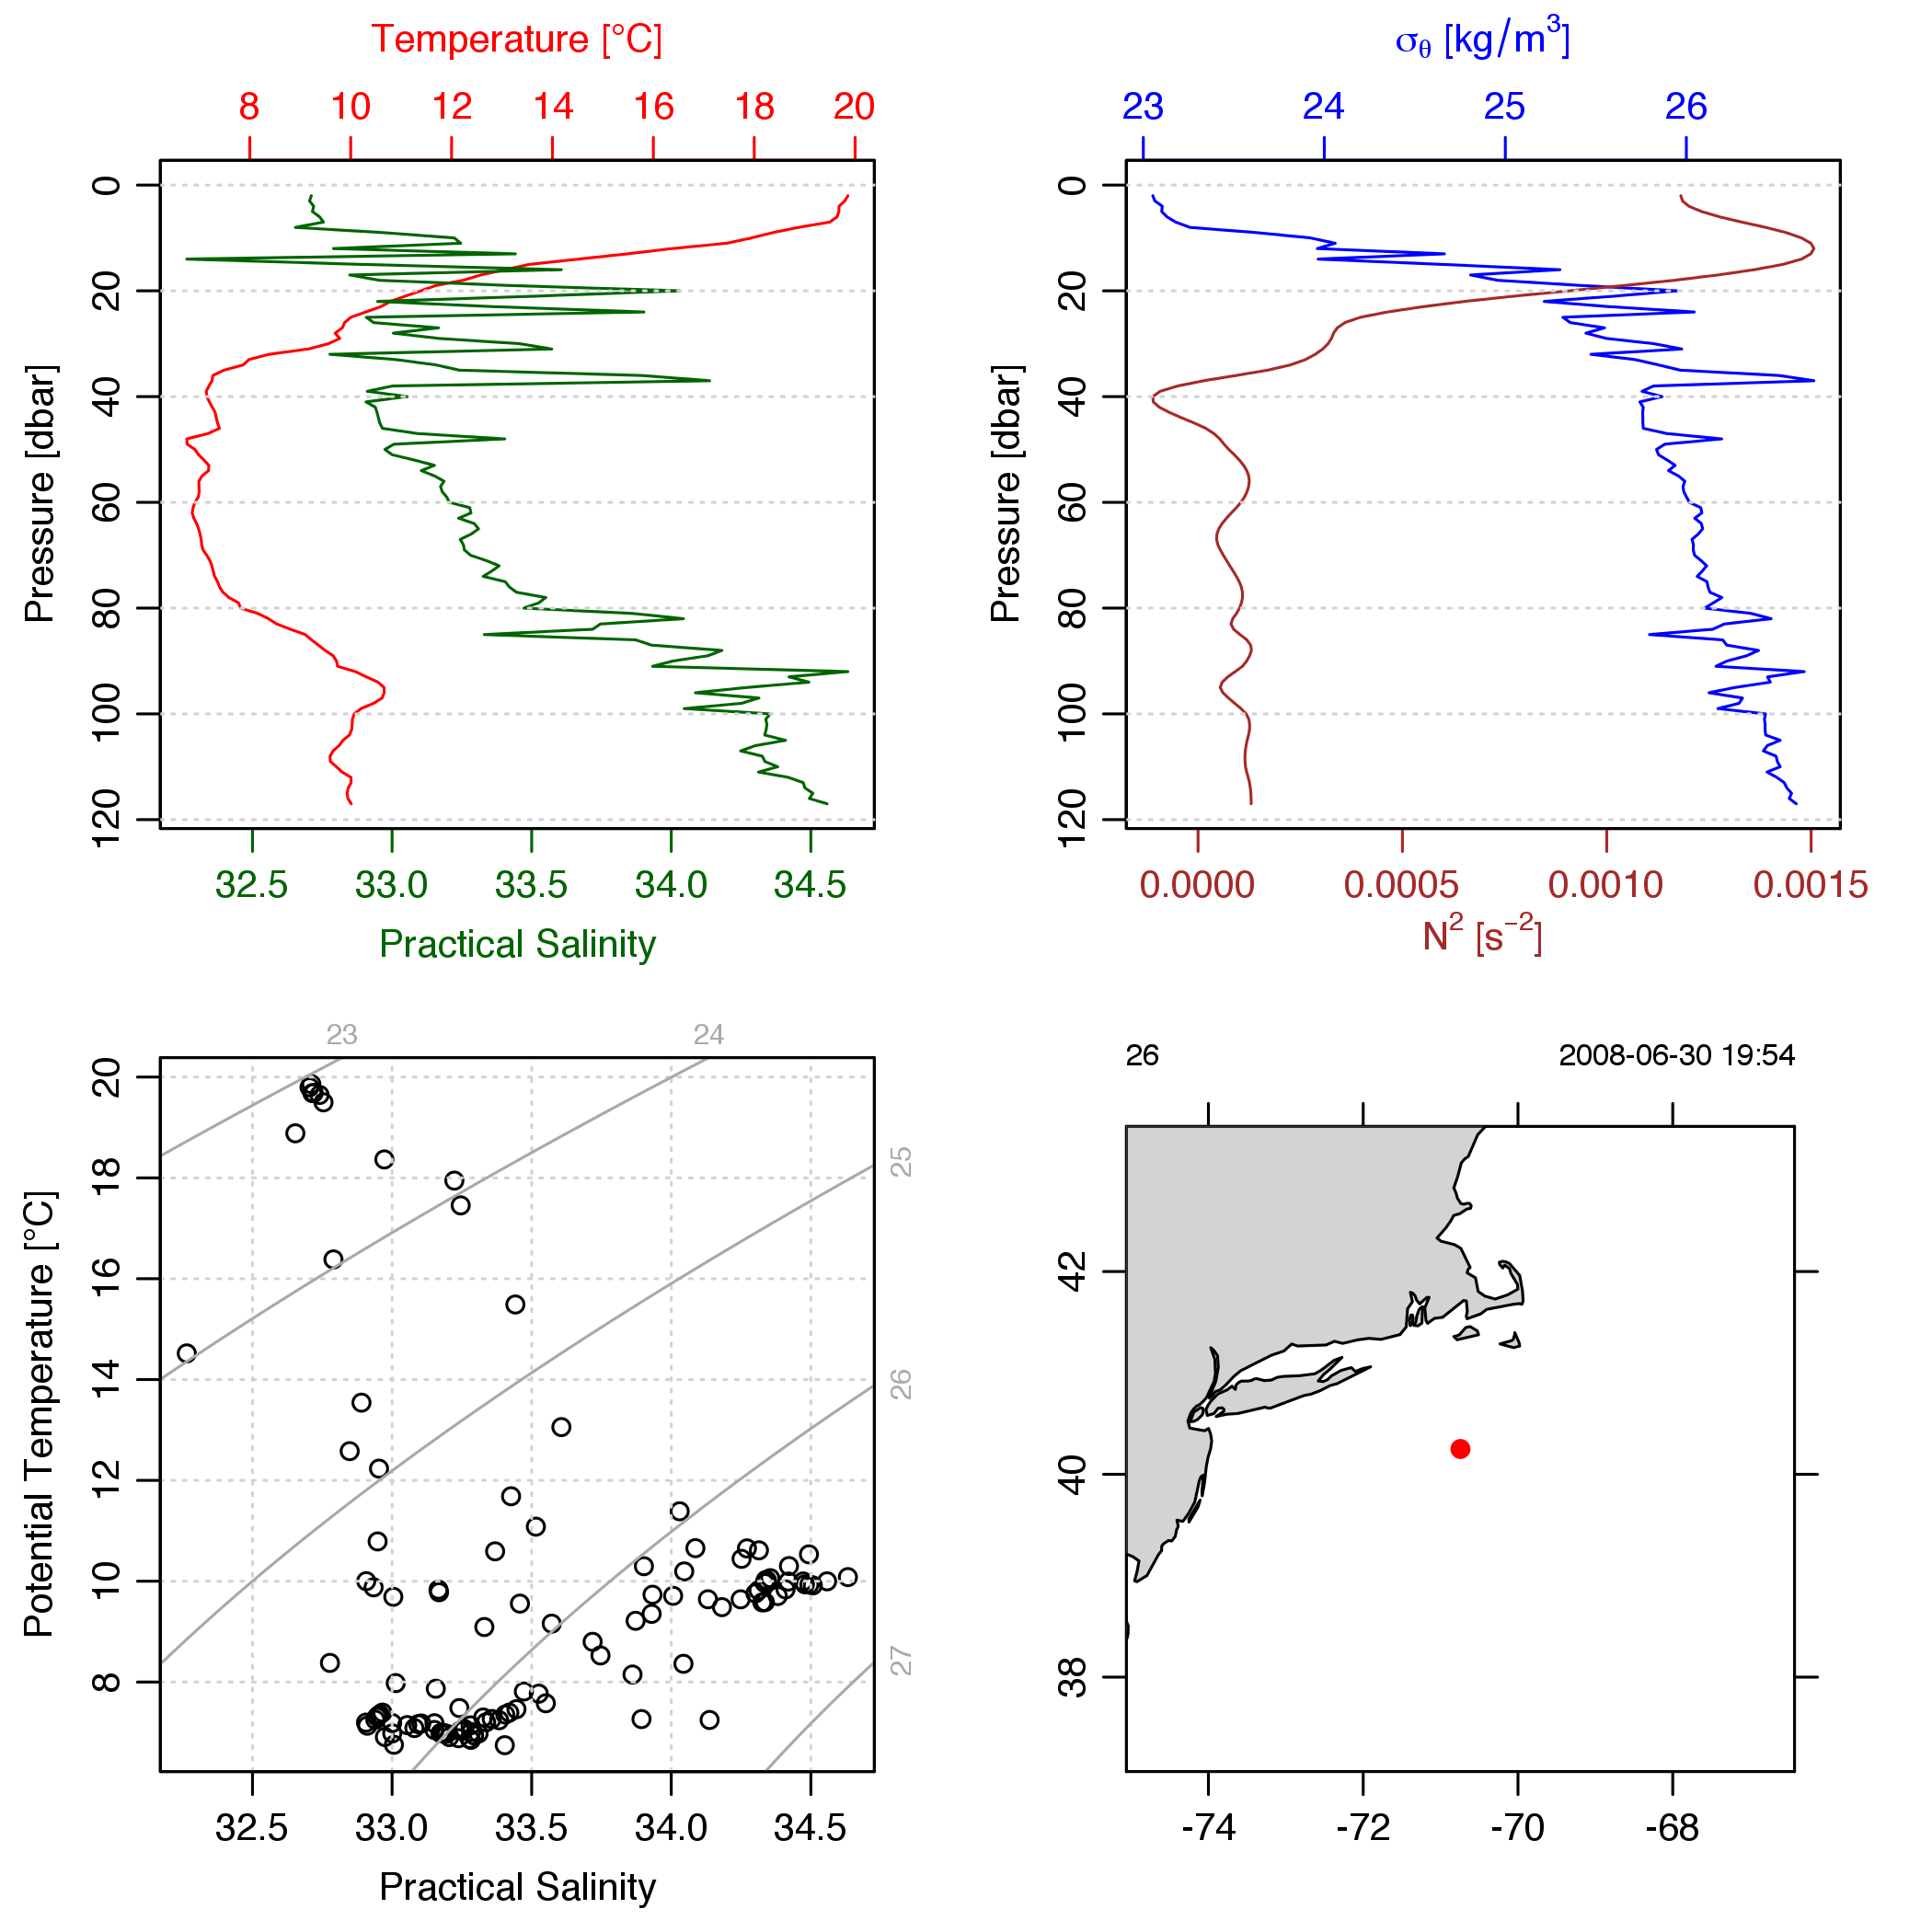 Temperature [°C]
8 10 12 14 16 18 20
0
20
40
60
80
100
120
Pressure [dbar]
32.5 33.0 33.5 34.0 34.5
Practical Salinity
σθ [kg/m³]
23 24 25 26
0
20
40
60
80
100
120
Pressure [dbar]
0.0000 0.0005 0.0010 0.0015
N² [s⁻²]
23 24
25
26
27
20
18
16
14
12
10
8
Potential Temperature [°C]
32.5 33.0 33.5 34.0 34.5
Practical Salinity
26 2008-06-30 19:54
42
40
38
-74 -72 -70 -68